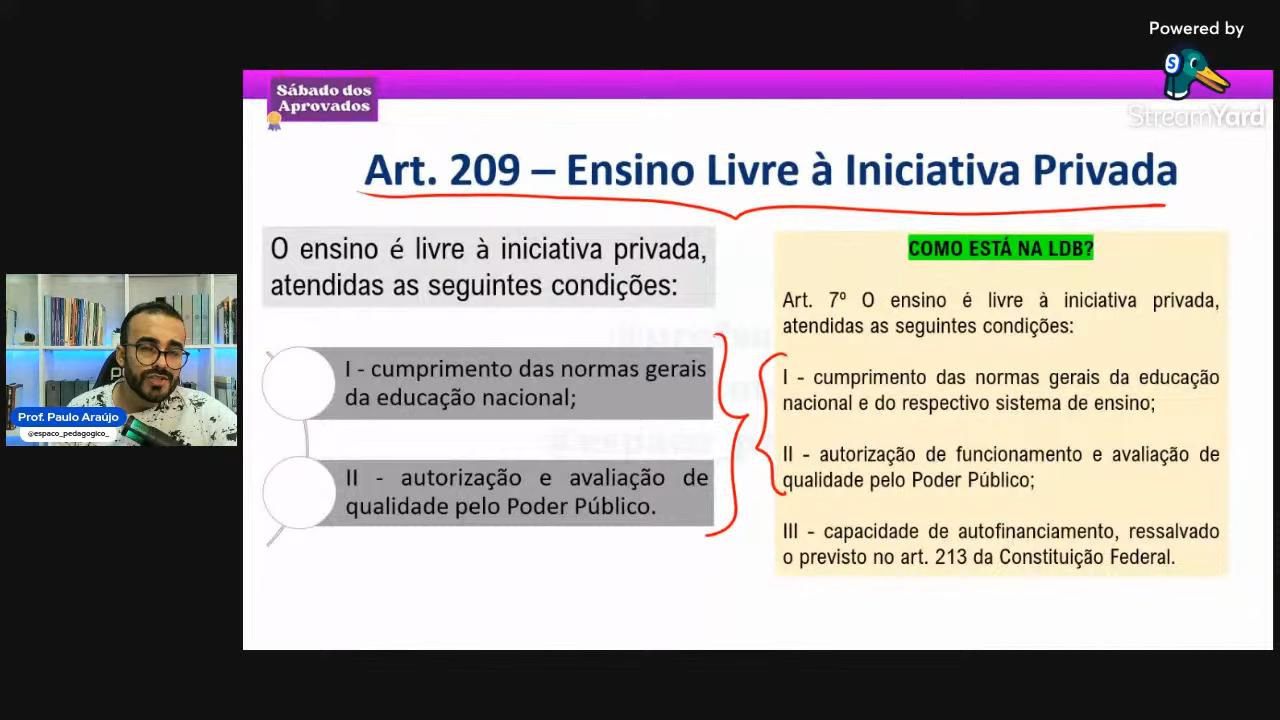 Powered by
S
StreamYard
Sábado dos
Aprovados
Art. 209 – Ensino Livre à Iniciativa Privada
O ensino é livre à iniciativa privada,
atendidas as seguintes condições:
I - cumprimento das normas gerais
da educação nacional;
II - autorização e avaliação de
qualidade pelo Poder Público.
COMO ESTÁ NA LDB?
Art. 7º O ensino é livre à iniciativa privada,
atendidas as seguintes condições:
I - cumprimento das normas gerais da educação
nacional e do respectivo sistema de ensino;
II - autorização de funcionamento e avaliação de
qualidade pelo Poder Público;
III - capacidade de autofinanciamento, ressalvado
o previsto no art. 213 da Constituição Federal.
Prof. Paulo Araújo
@espaco_pedagogico_